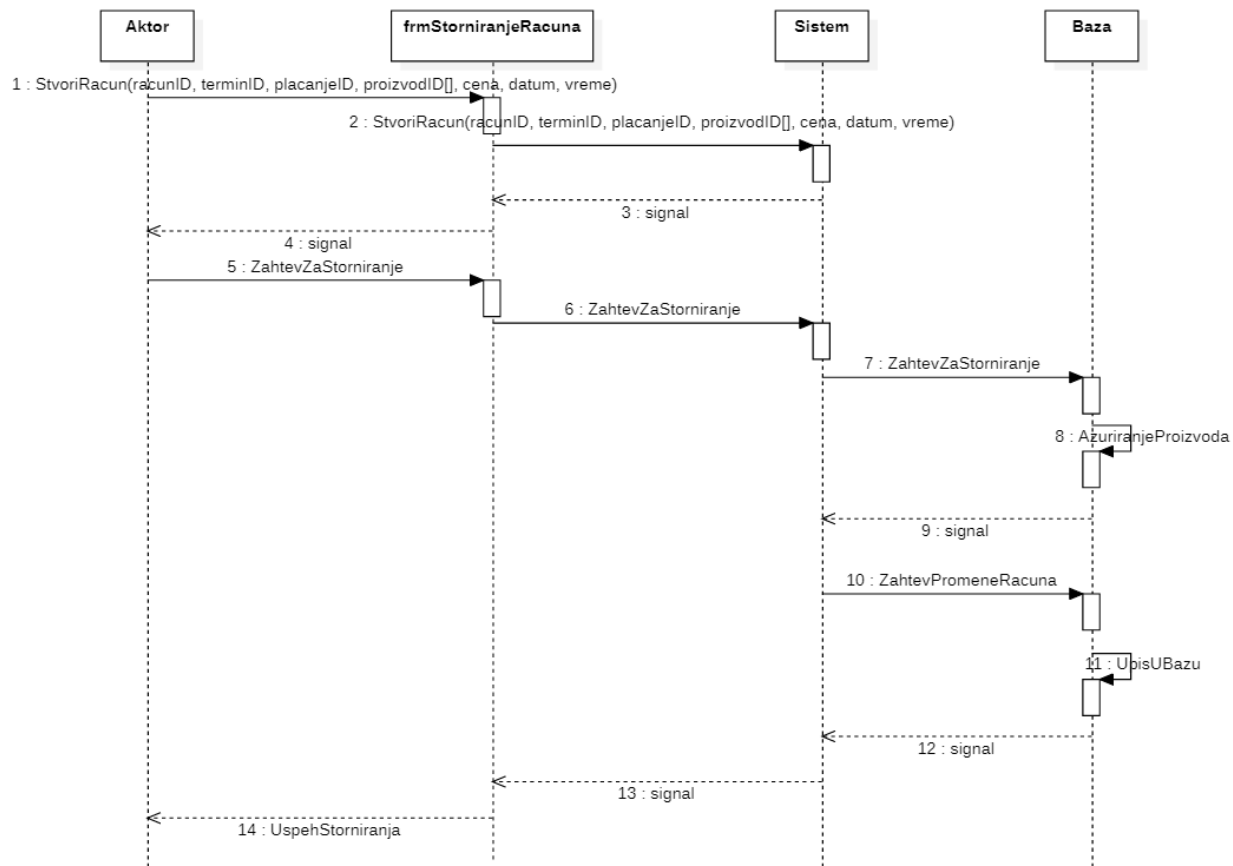 Aktor
frmStorniranjeRacuna
Sistem
Baza
1 : StvoriRacun(racunID, terminID, placanjeID, proizvodID[], cena, datum, vreme)
2 : StvoriRacun(racunID, terminID, placanjeID, proizvodID[], cena, datum, vreme)
3 : signal
4 : signal
5 : ZahtevZaStorniranje
6 : ZahtevZaStorniranje
7 : ZahtevZaStorniranje
8 : AzuriranjeProizvoda
9 : signal
10 : ZahtevPromeneRacuna
11 : UpisUBazu
12 : signal
13 : signal
14 : UspehStorniranja